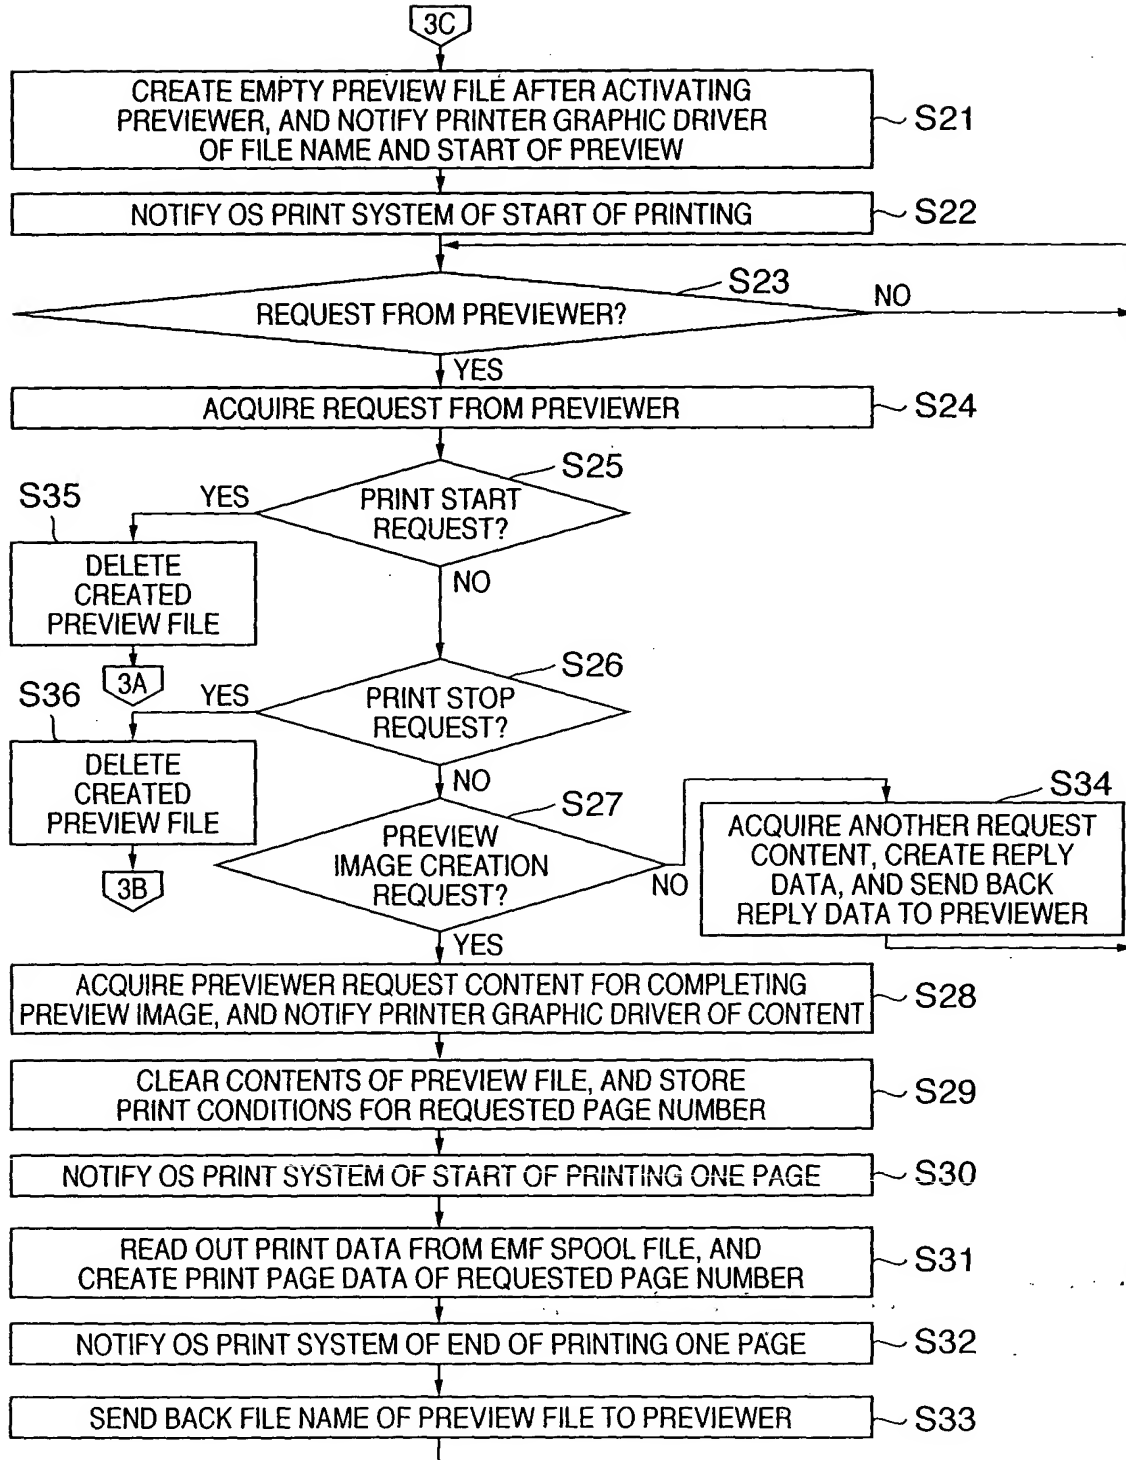 3C
CREATE EMPTY PREVIEW FILE AFTER ACTIVATING
PREVIEWER, AND NOTIFY PRINTER GRAPHIC DRIVER
OF FILE NAME AND START OF PREVIEW
S21
NOTIFY OS PRINT SYSTEM OF START OF PRINTING
S22
S23
REQUEST FROM PREVIEWER?
NO
YES
ACQUIRE REQUEST FROM PREVIEWER
S24
S25
PRINT START
REQUEST?
YES
NO
S35
DELETE
CREATED
PREVIEW FILE
3A
S26
PRINT STOP
REQUEST?
YES
NO
S36
DELETE
CREATED
PREVIEW FILE
3B
S27
PREVIEW
IMAGE CREATION
REQUEST?
NO
YES
S34
ACQUIRE ANOTHER REQUEST
CONTENT, CREATE REPLY
DATA, AND SEND BACK
REPLY DATA TO PREVIEWER
ACQUIRE PREVIEWER REQUEST CONTENT FOR COMPLETING
PREVIEW IMAGE, AND NOTIFY PRINTER GRAPHIC DRIVER OF CONTENT
S28
CLEAR CONTENTS OF PREVIEW FILE, AND STORE
PRINT CONDITIONS FOR REQUESTED PAGE NUMBER
S29
NOTIFY OS PRINT SYSTEM OF START OF PRINTING ONE PAGE
S30
READ OUT PRINT DATA FROM EMF SPOOL FILE, AND
CREATE PRINT PAGE DATA OF REQUESTED PAGE NUMBER
S31
NOTIFY OS PRINT SYSTEM OF END OF PRINTING ONE PAGE
S32
SEND BACK FILE NAME OF PREVIEW FILE TO PREVIEWER
S33